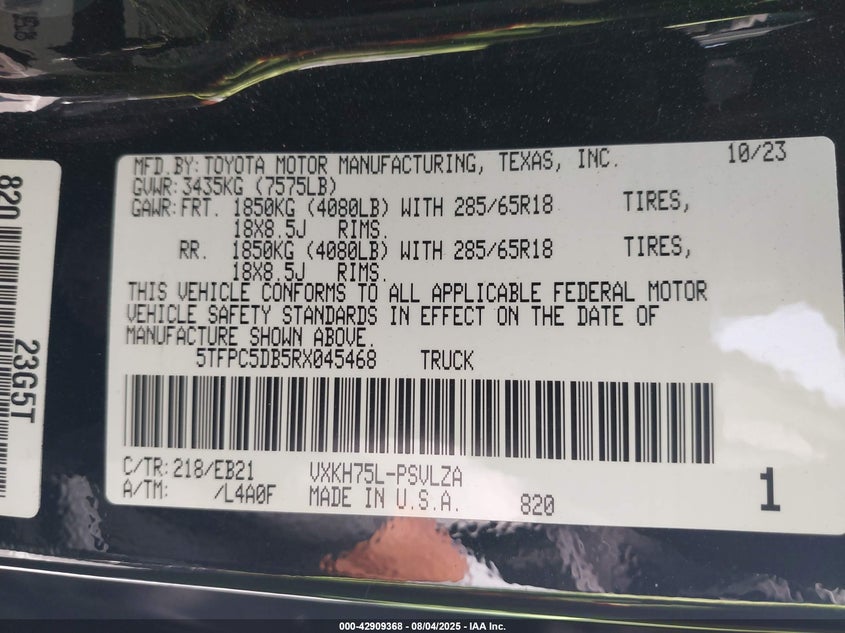 MFD.BY: TOYOTA MOTOR MANUFACTURING, TEXAS, INC. 10/23
GVWR: 3435KG (7575LB)
GAWR: FRT. 1850KG (4080LB) WITH 285/65R18 TIRES,
18X8.5J RIMS.
RR. 1850KG (4080LB) WITH 285/65R18 TIRES,
18X8.5J RIMS.
THIS VEHICLE CONFORMS TO ALL APPLICABLE FEDERAL MOTOR
VEHICLE SAFETY STANDARDS IN EFFECT ON THE DATE OF
MANUFACTURE SHOWN ABOVE.
5TFPC5DB5RX045468 TRUCK
C/TR: 218/EB21 VXKH75L-PSVLZA
A/TM: /L4A0F MADE IN U.S.A. 820 1
820 23G5T
000-42909368 - 08/04/2025 - IAA Inc.